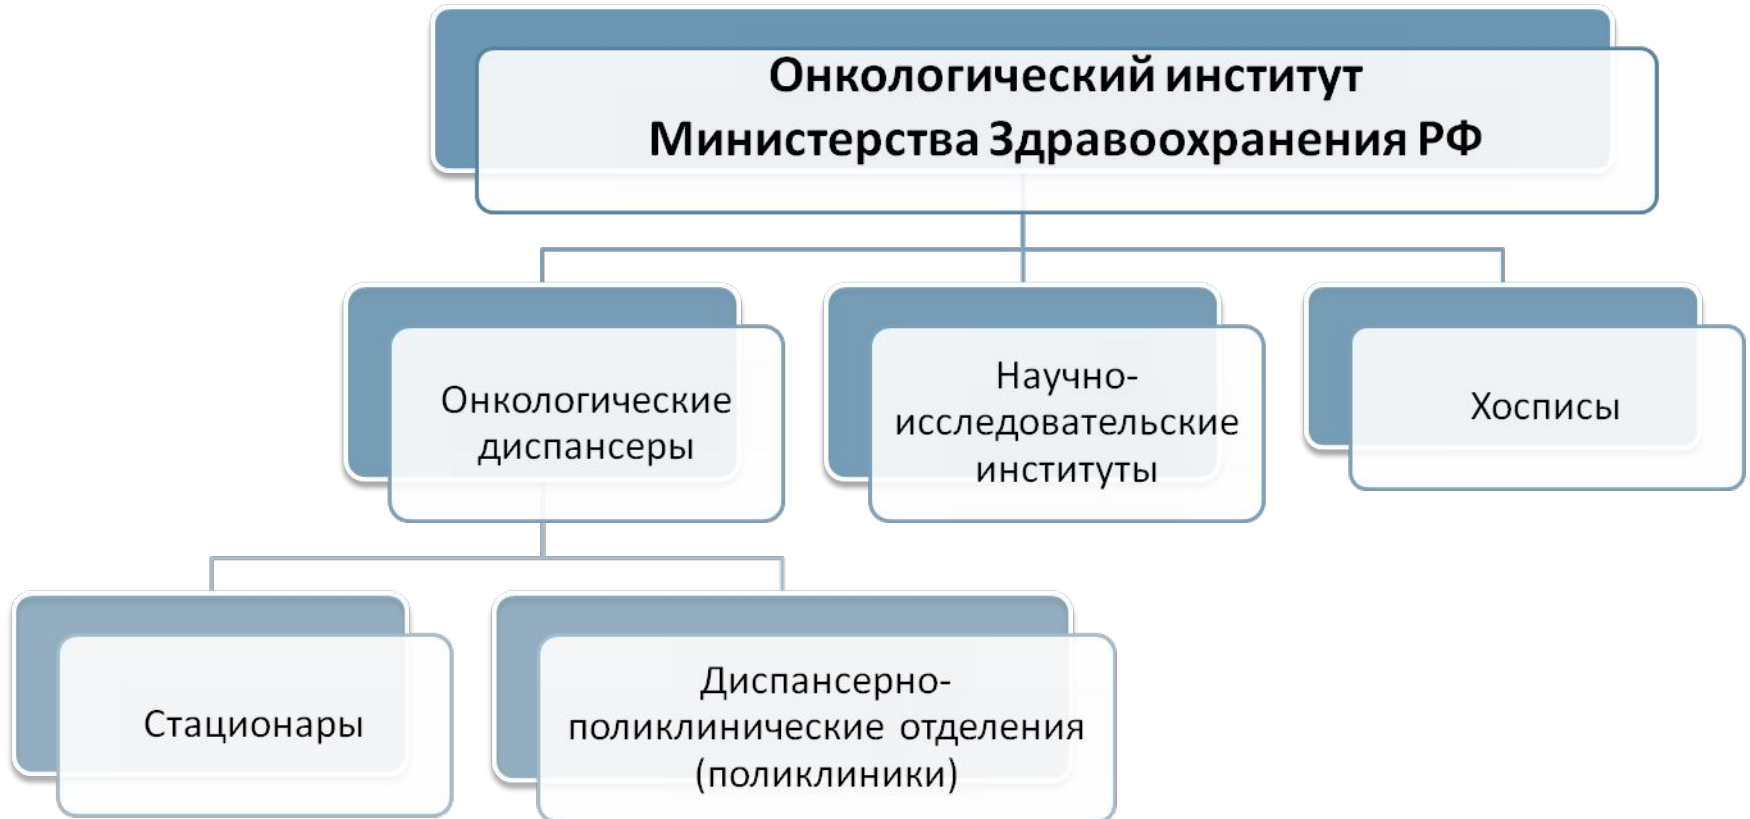 Онкологический институт
Министерства Здравоохранения РФ
Онкологические
диспансеры
Научно-
исследовательские
институты
Хосписы
Стационары
Диспансерно-
поликлинические отделения
(поликлиники)